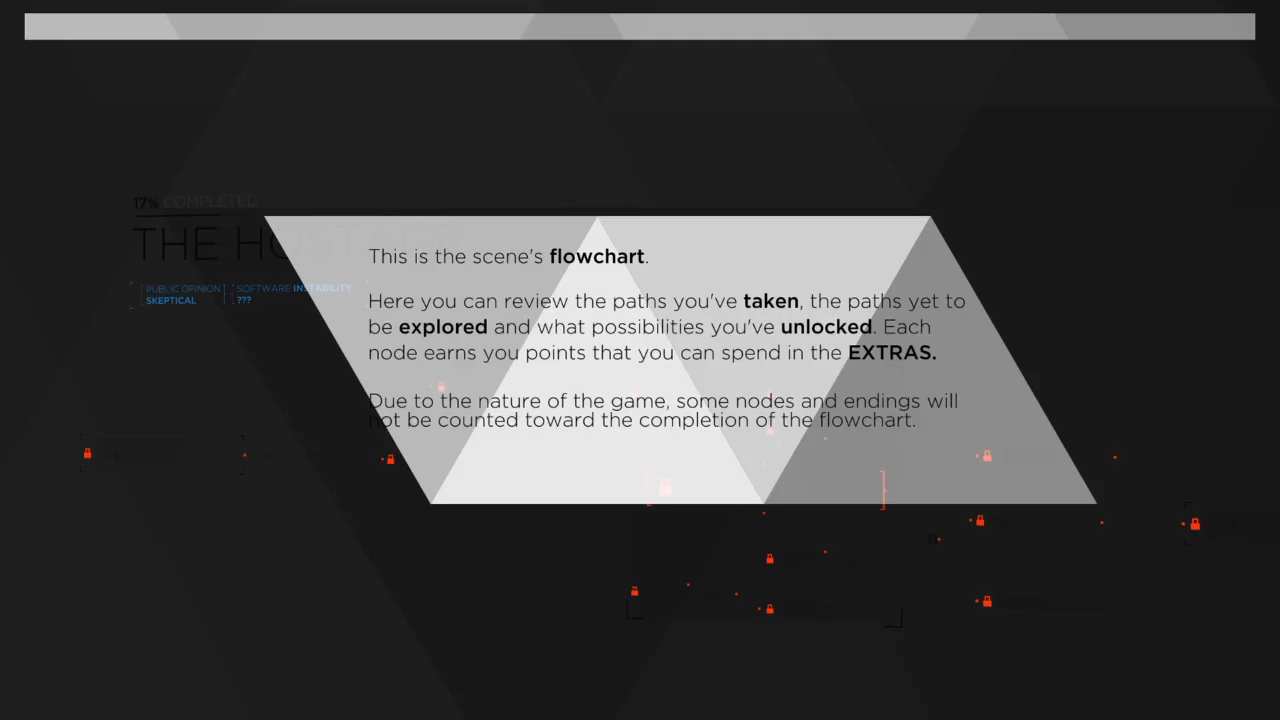 17% COMPLETED
THE HOSTAGE
PUBLIC OPINION SOFTWARE INSTABILITY
SKEPTICAL ???
This is the scene's flowchart.
Here you can review the paths you've taken, the paths yet to
be explored and what possibilities you've unlocked. Each
node earns you points that you can spend in the EXTRAS.
Due to the nature of the game, some nodes and endings will
not be counted toward the completion of the flowchart.